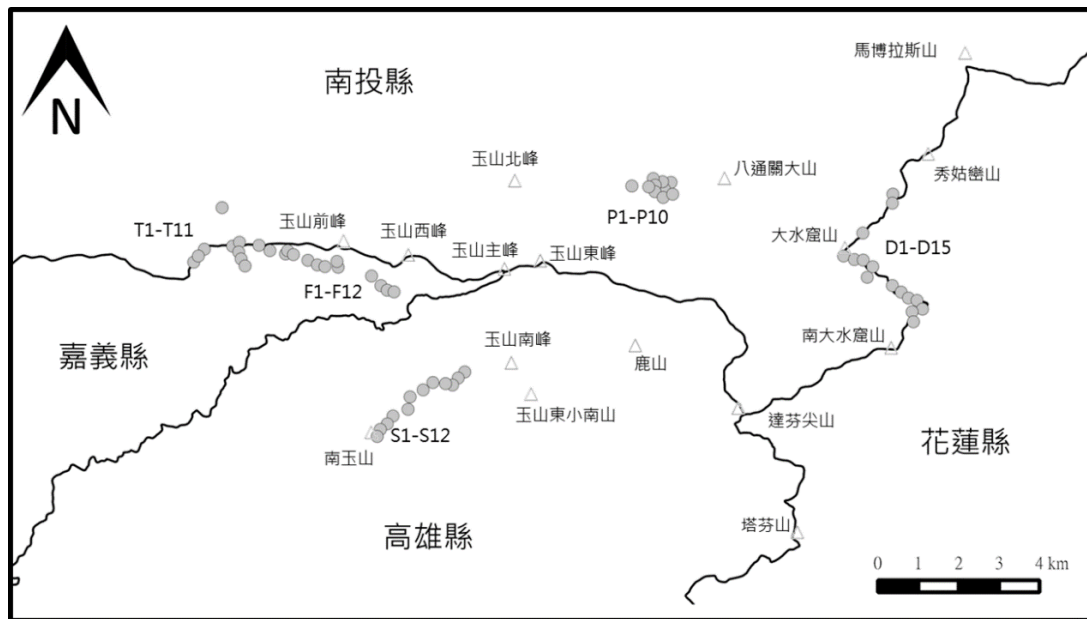 馬博拉斯山
N
南投縣
玉山北峰
八通關大山
秀姑巒山
P1-P10
T1-T11
玉山前峰
玉山西峰
大水窟山
D1-D15
玉山主峰
玉山東峰
F1-F12
嘉義縣
玉山南峰
鹿山
南大水窟山
玉山東小南山
達芬尖山
S1-S12
南玉山
花蓮縣
高雄縣
塔芬山
0 1 2 3 4 km